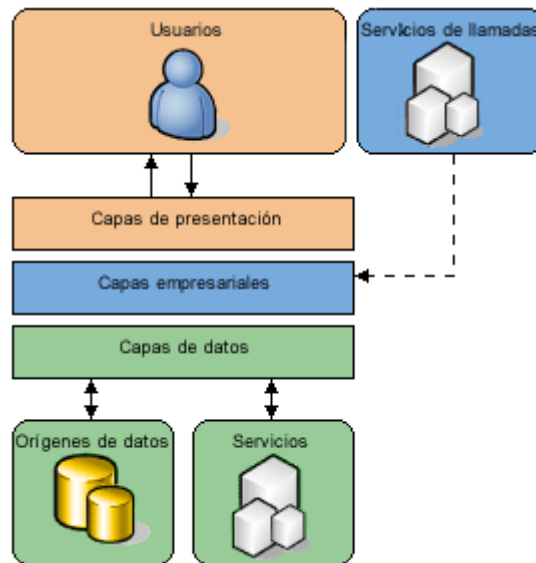 Usuarios
Servicios de llamadas
Capas de presentación
Capas empresariales
Capas de datos
Orígenes de datos
Servicios